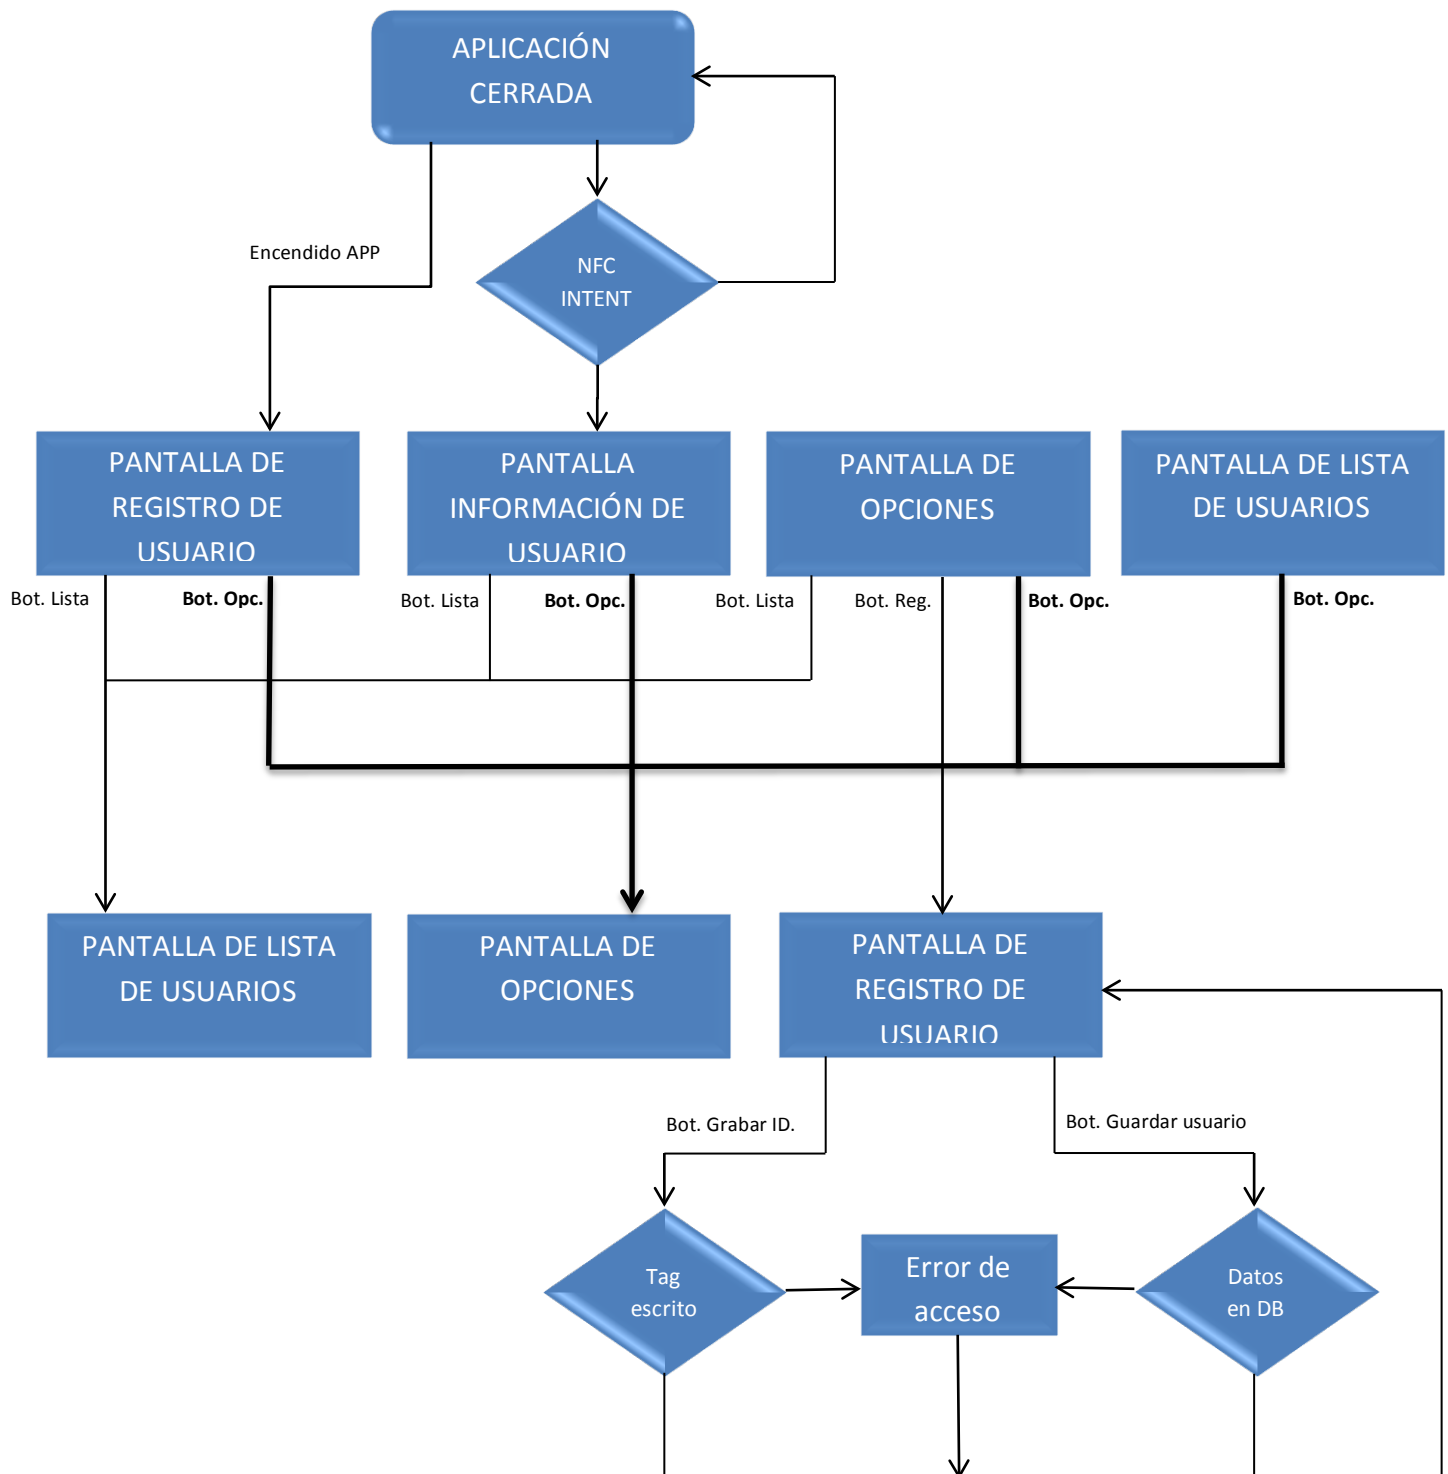 APLICACIÓN
CERRADA
Encendido APP
NFC
INTENT
PANTALLA DE
REGISTRO DE
USUARIO
PANTALLA
INFORMACIÓN DE
USUARIO
PANTALLA DE
OPCIONES
PANTALLA DE LISTA
DE USUARIOS
Bot. Lista
Bot. Opc.
Bot. Lista
Bot. Opc.
Bot. Lista
Bot. Reg.
Bot. Opc.
Bot. Opc.
PANTALLA DE LISTA
DE USUARIOS
PANTALLA DE
OPCIONES
PANTALLA DE
REGISTRO DE
USUARIO
Bot. Grabar ID.
Bot. Guardar usuario
Tag
escrito
Error de
acceso
Datos
en DB